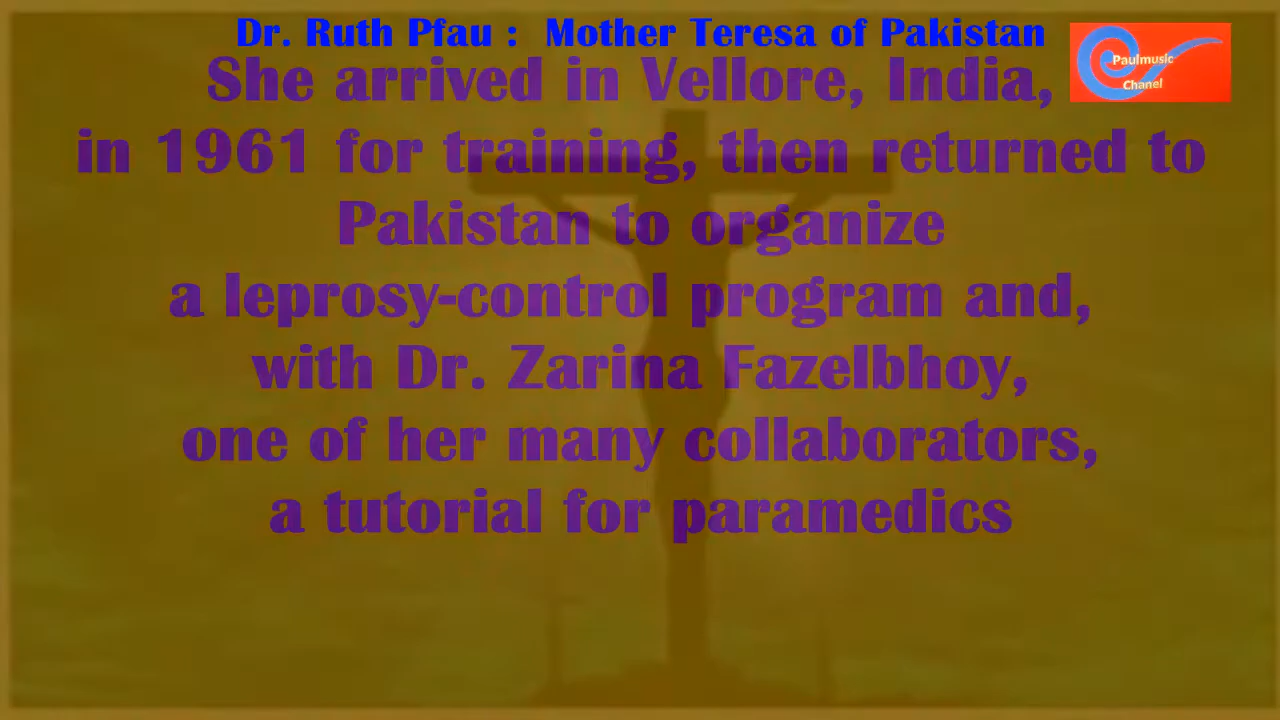 Dr. Ruth Pfau : Mother Teresa of Pakistan
Paulmusic
Chanel
She arrived in Vellore, India,
in 1961 for training, then returned to
Pakistan to organize
a leprosy-control program and,
with Dr. Zarina Fazelbhoy,
one of her many collaborators,
a tutorial for paramedics